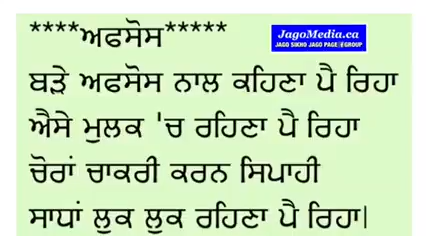 ****ਅਫਸੋਸ*****
JagoMedia.ca
JAGO SIKHO JAGO PAGE|GROUP
ਬੜੇ ਅਫਸੋਸ ਨਾਲ ਕਹਿਣਾ ਪੈ ਰਿਹਾ
ਐਸੇ ਮੁਲਕ 'ਚ ਰਹਿਣਾ ਪੈ ਰਿਹਾ
ਚੋਰਾਂ ਚਾਕਰੀ ਕਰਨ ਸਿਪਾਹੀ
ਸਾਧਾਂ ਲੁਕ ਲੁਕ ਰਹਿਣਾ ਪੈ ਰਿਹਾ|